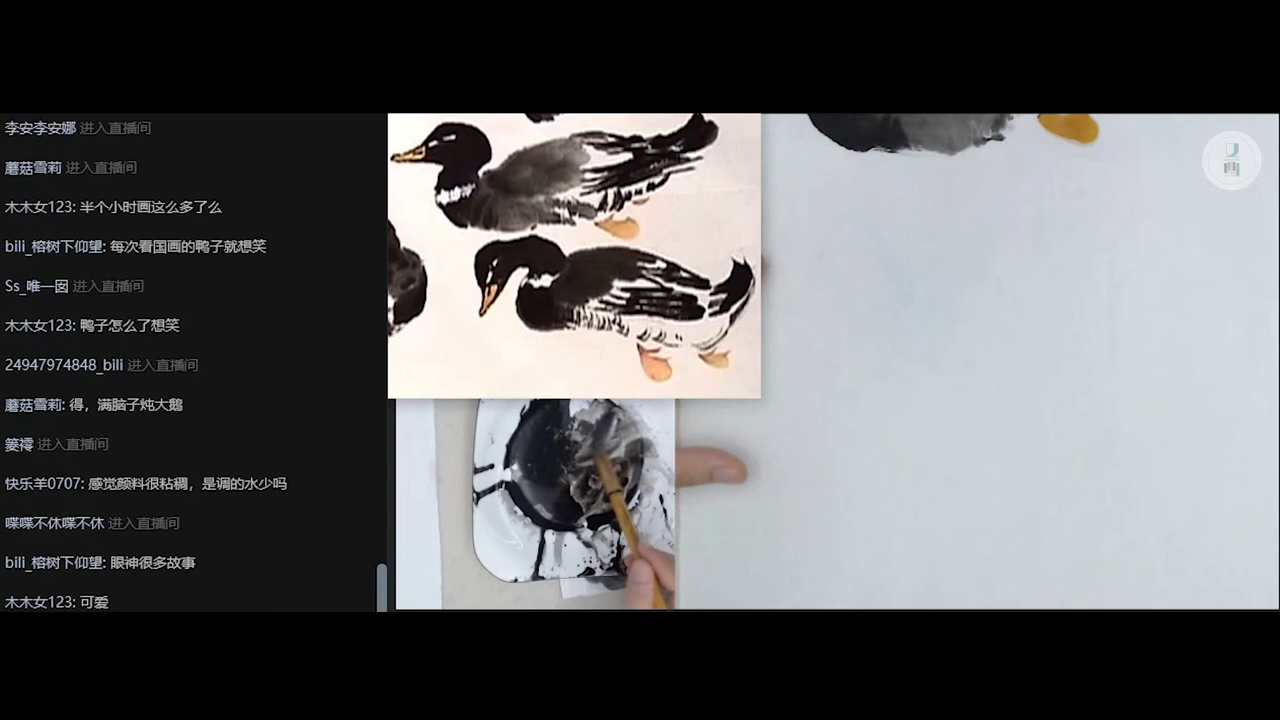 李安李安娜 进入直播间
蘑菇雪莉 进入直播间
木木女123: 半个小时画这么多了么
bili_榕树下仰望: 每次看国画的鸭子就想笑
Ss_唯一囡 进入直播间
木木女123: 鸭子怎么了想笑
24947974848_bili 进入直播间
蘑菇雪莉: 得，满脑子炖大鹅
进入直播间
快乐羊0707: 感觉颜料很粘稠，是调的水少吗
喋喋不休喋不休 进入直播间
bili_榕树下仰望: 眼神很多故事
木木女123: 可爱